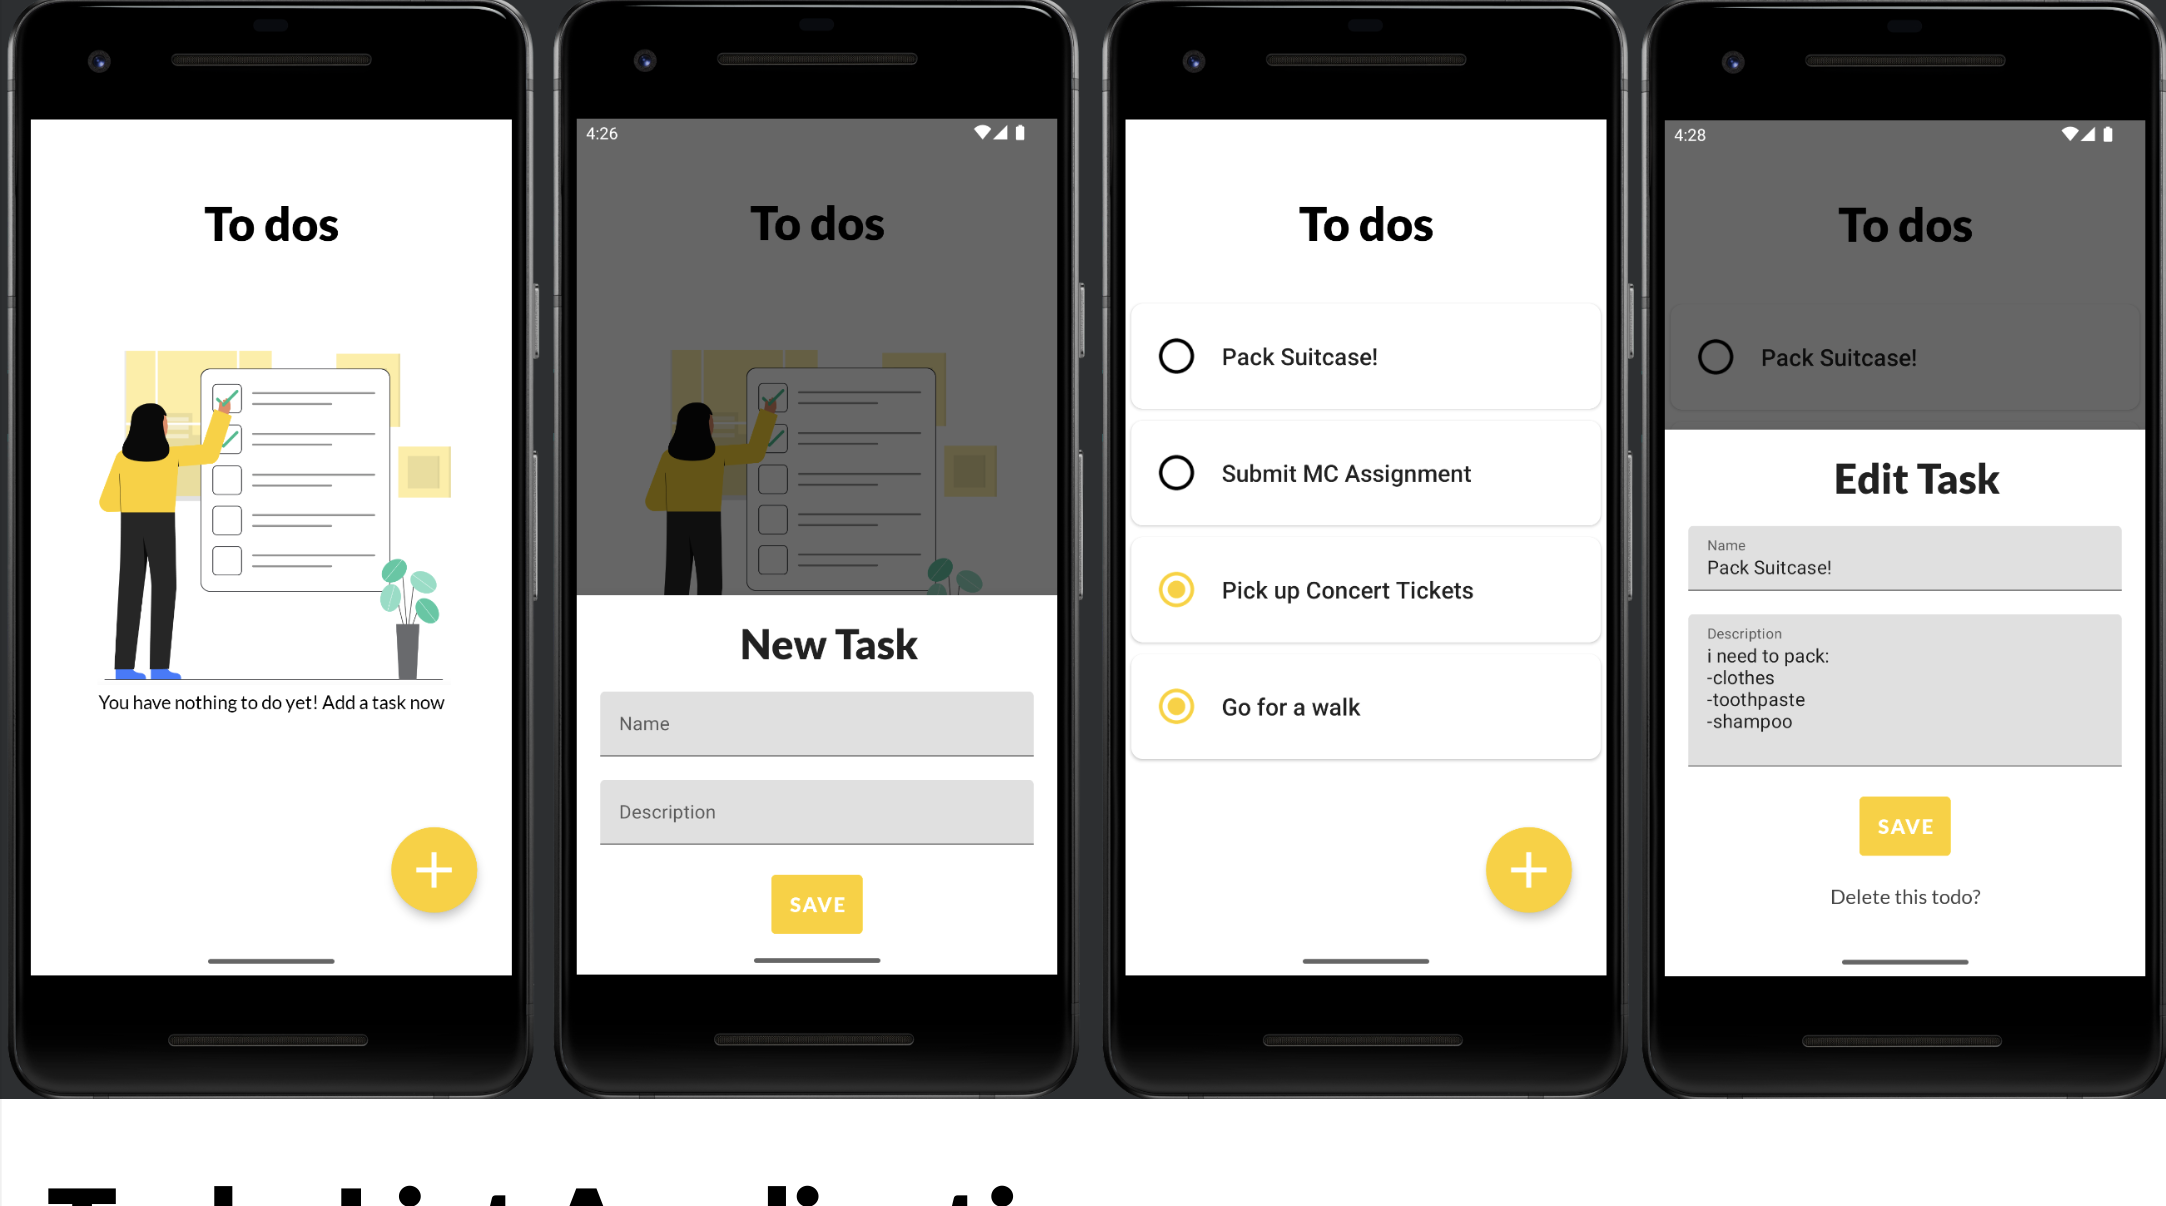 To dos
You have nothing to do yet! Add a task now
4:26
To dos
New Task
Name
Description
SAVE
To dos
Pack Suitcase!
Submit MC Assignment
Pick up Concert Tickets
Go for a walk
4:28
To dos
Pack Suitcase!
Edit Task
Name
Pack Suitcase!
Description
i need to pack:
-clothes
-toothpaste
-shampoo
SAVE
Delete this todo?